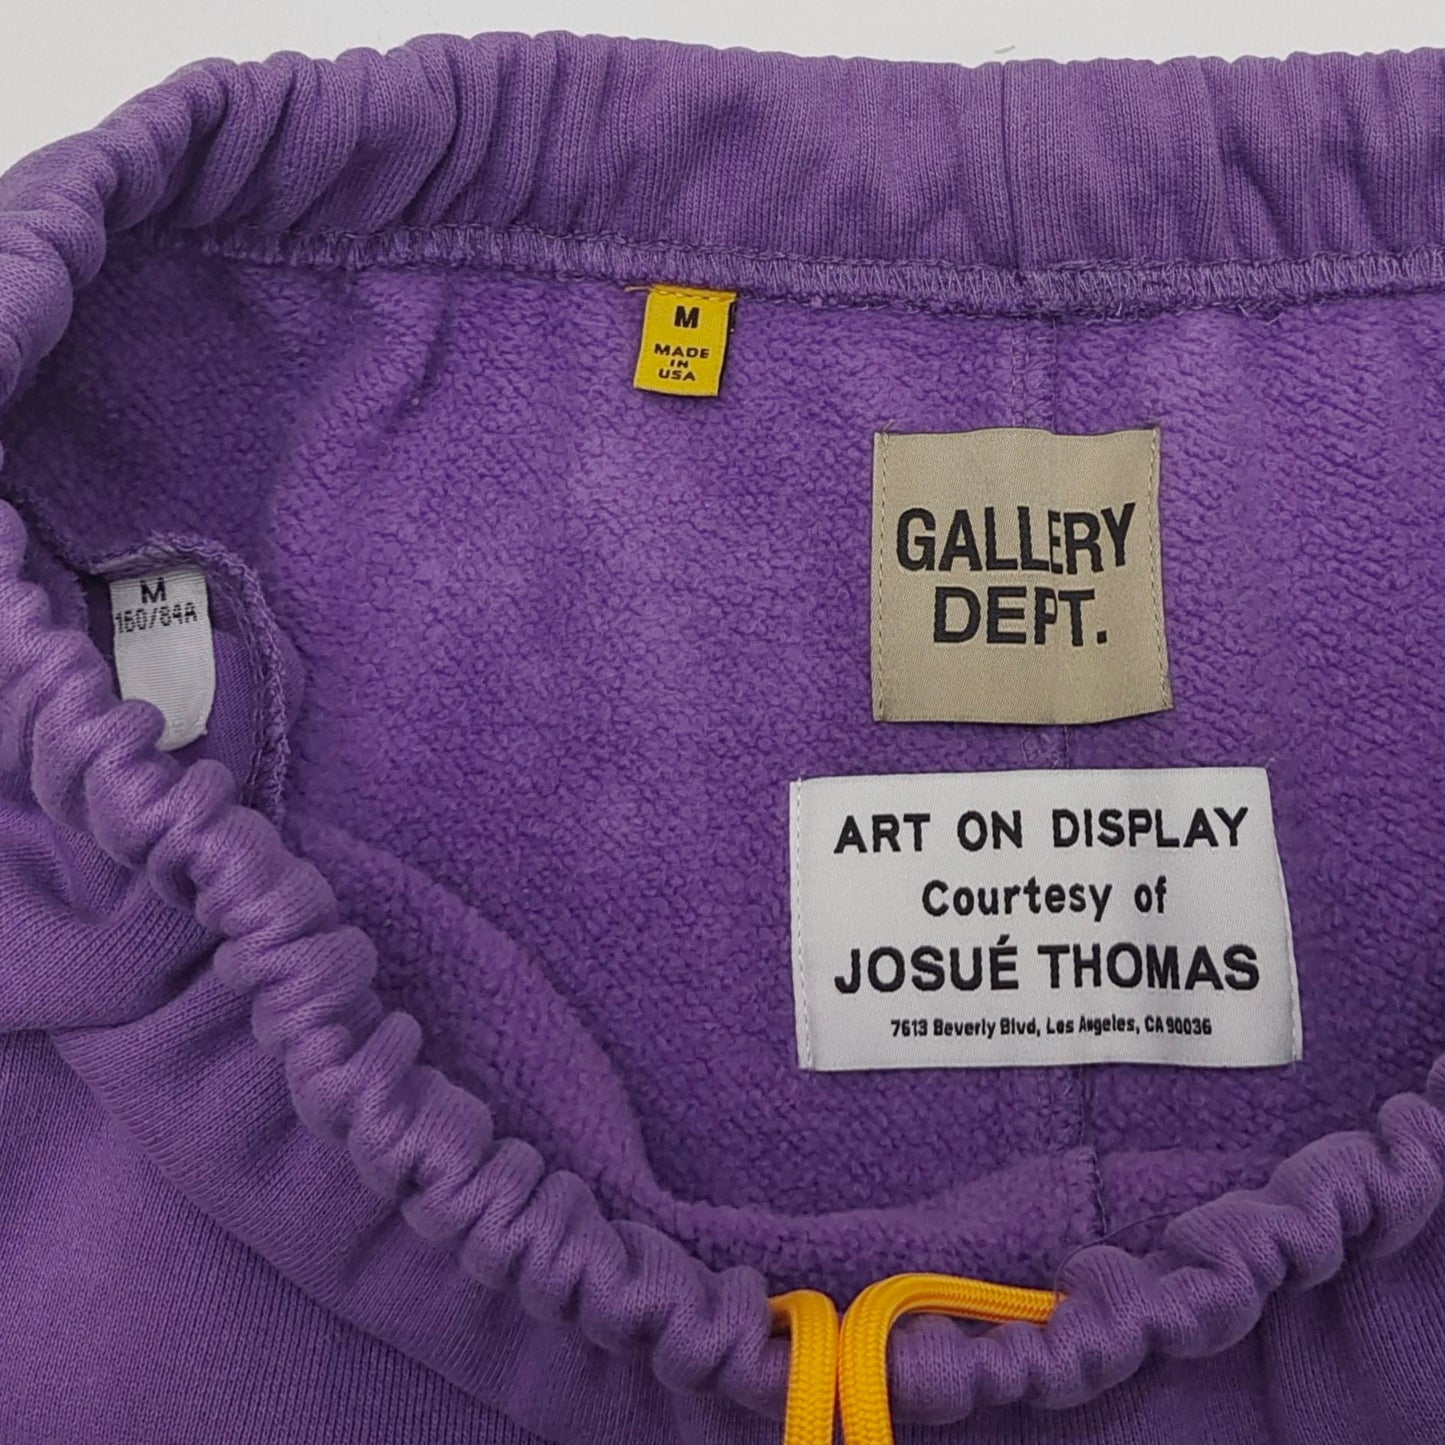 M
MADE
IN
USA
GALLERY
DEPT.
M
160/84A
ART ON DISPLAY
Courtesy of
JOSUÉ THOMAS
7613 Beverly Blvd, Los Angeles, CA 90036